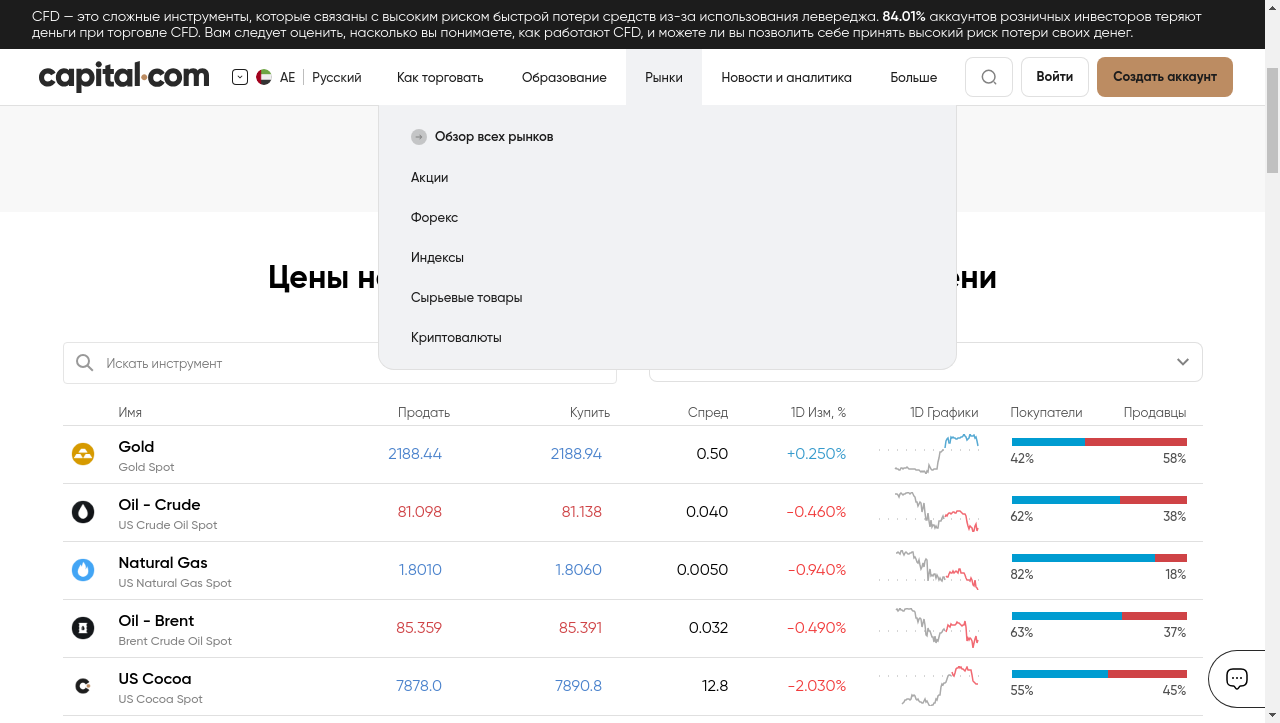 CFD — это сложные инструменты, которые связаны с высоким риском быстрой потери средств из-за использования левереджа. 84.01% аккаунтов розничных инвесторов теряют
деньги при торговле CFD. Вам следует оценить, насколько вы понимаете, как работают CFD, и можете ли вы позволить себе принять высокий риск потери своих денег.
capital.com AE Русский Как торговать Образование Рынки Новости и аналитика Больше Войти Создать аккаунт
Обзор всех рынков
Акции
Форекс
Индексы
Сырьевые товары
Криптовалюты
Цены
Искать инструмент
Имя Продать Купить Спред 1D Изм, % 1D Графики Покупатели Продавцы
Gold 2188.44 2188.94 0.50 +0.250% 42% 58%
Gold Spot
Oil - Crude 81.098 81.138 0.040 -0.460% 62% 38%
US Crude Oil Spot
Natural Gas 1.8010 1.8060 0.0050 -0.940% 82% 18%
US Natural Gas Spot
Oil - Brent 85.359 85.391 0.032 -0.490% 63% 37%
Brent Crude Oil Spot
US Cocoa 7878.0 7890.8 12.8 -2.030% 55% 45%
US Cocoa Spot